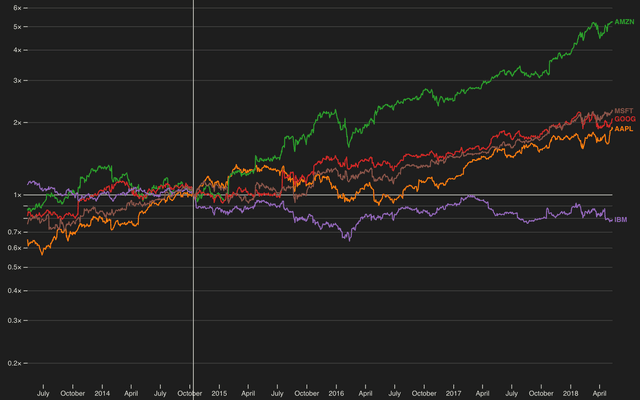 6×
5×
4×
3×
2×
1×
0.7×
0.6×
0.5×
0.4×
0.3×
0.2×
AMZN
MSFT
GOOG
AAPL
IBM
July October 2014 April July October 2015 April July October 2016 April July October 2017 April July October 2018 April